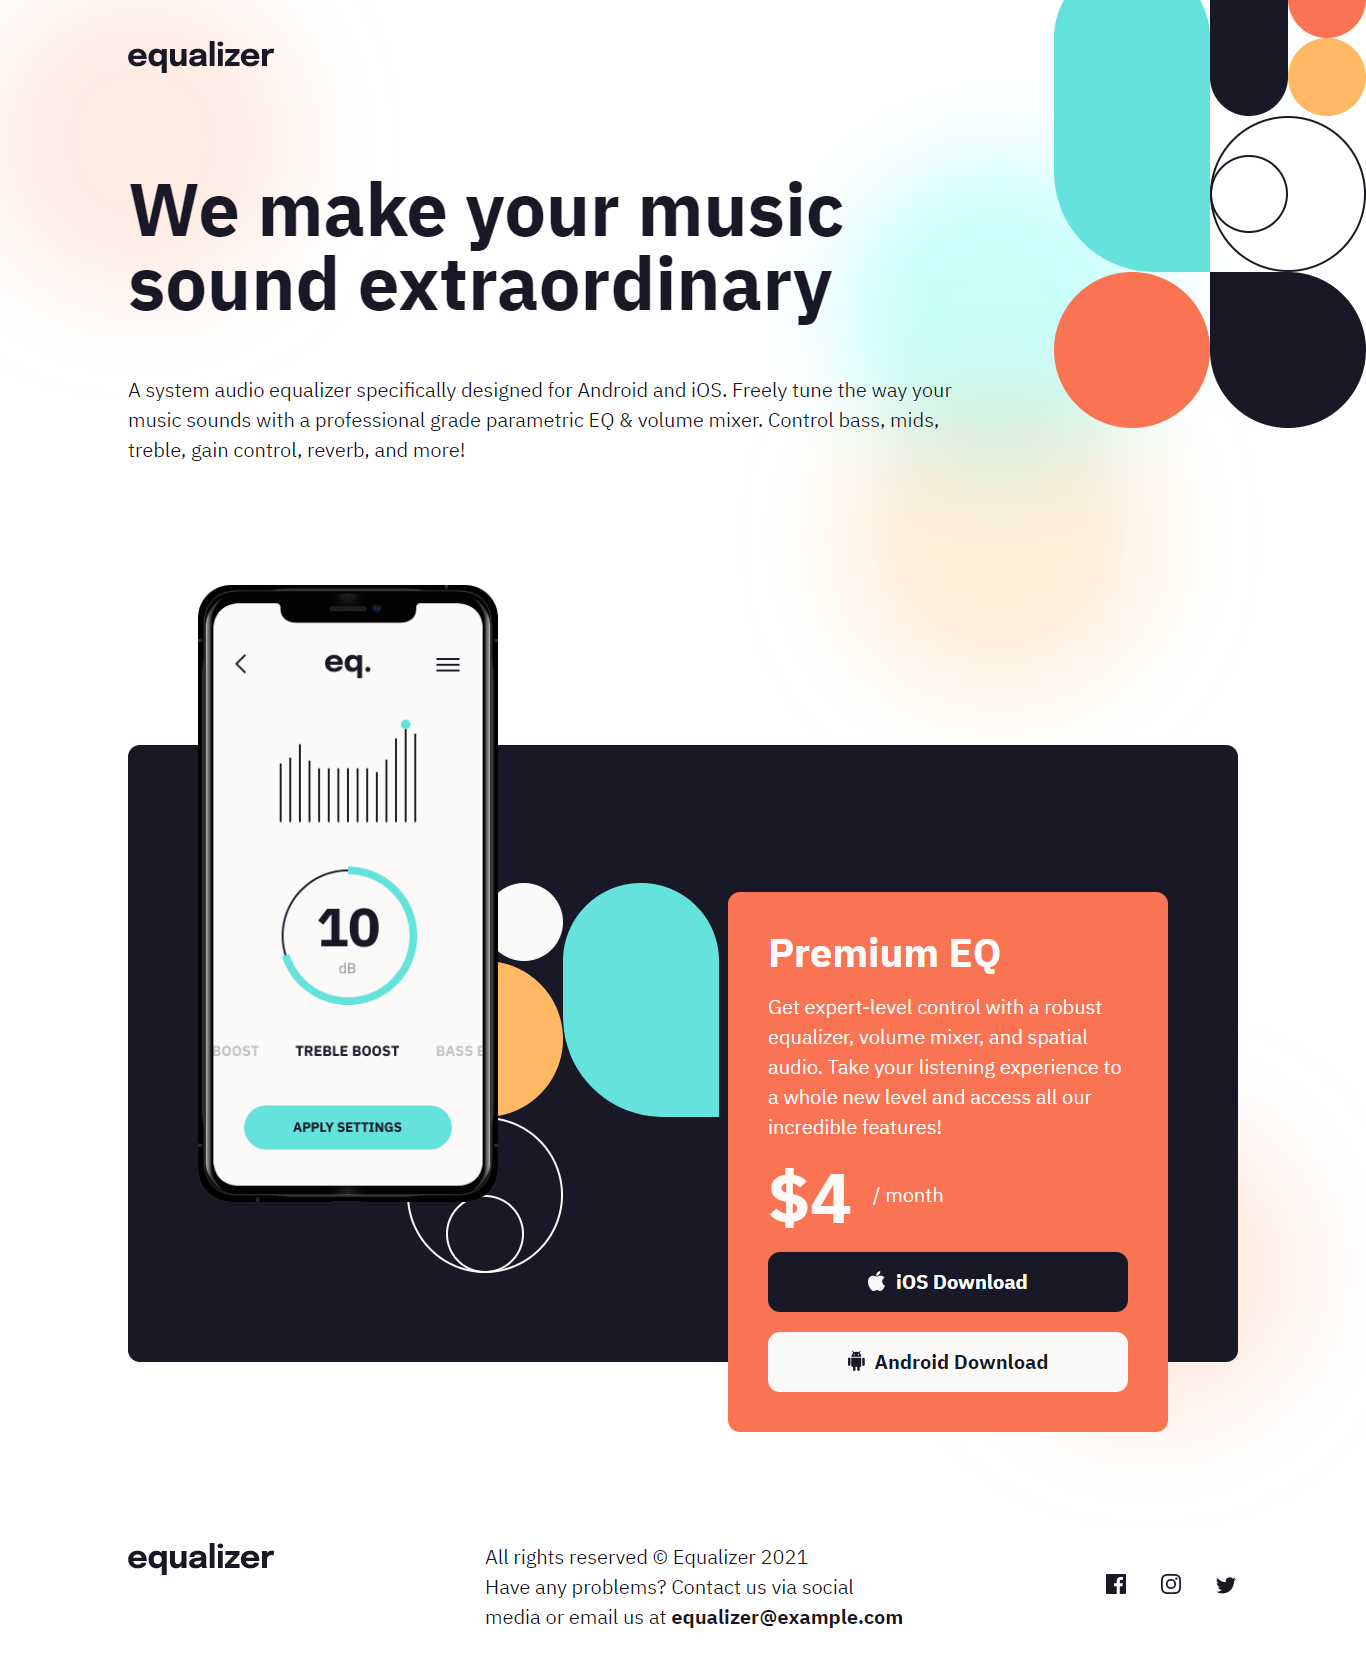 equalizer
We make your music
sound extraordinary
A system audio equalizer specifically designed for Android and iOS. Freely tune the way your
music sounds with a professional grade parametric EQ & volume mixer. Control bass, mids,
treble, gain control, reverb, and more!
eq.
10
dB
BOOST TREBLE BOOST BASS
APPLY SETTINGS
Premium EQ
Get expert-level control with a robust
equalizer, volume mixer, and spatial
audio. Take your listening experience to
a whole new level and access all our
incredible features!
$4 / month
iOS Download
Android Download
equalizer
All rights reserved © Equalizer 2021
Have any problems? Contact us via social
media or email us at equalizer@example.com